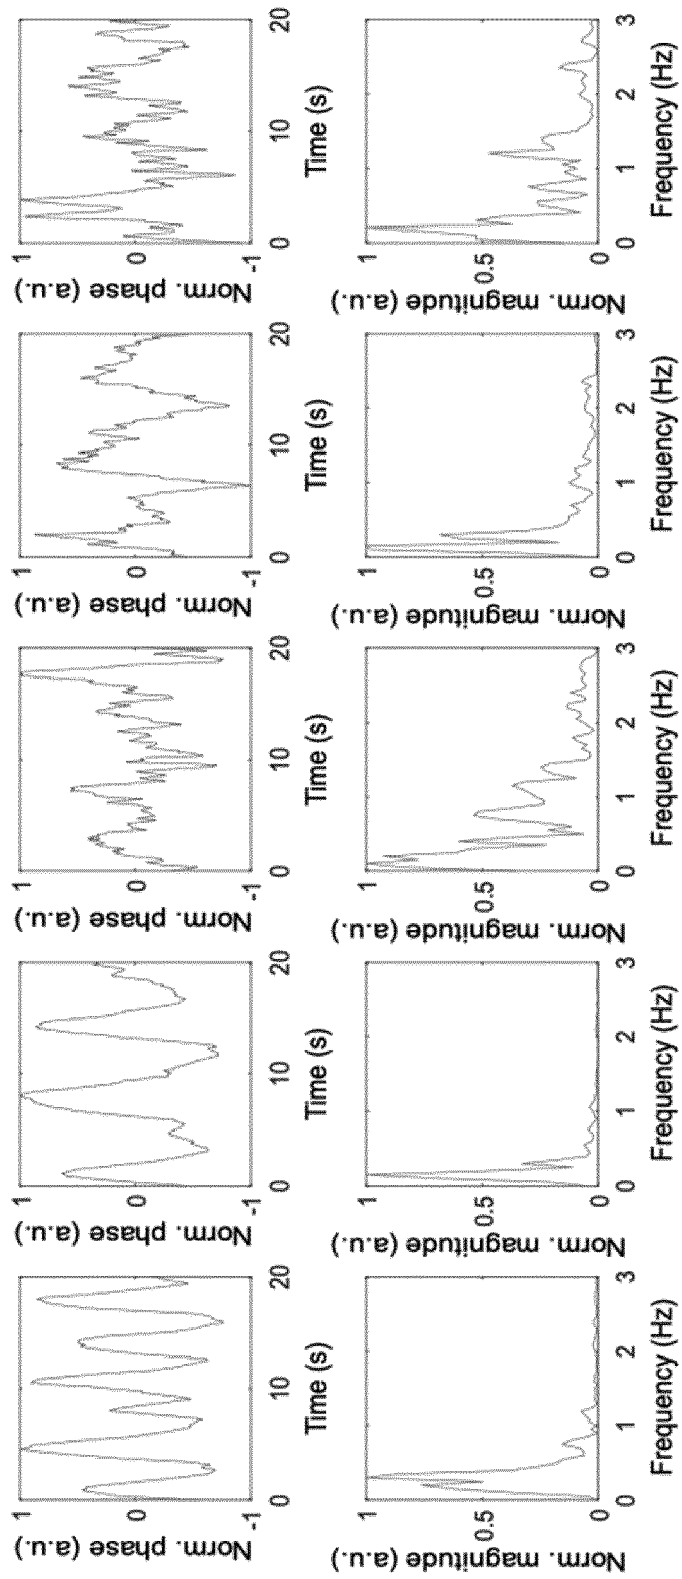 Norm. phase (a.u.)
1
0
-1
0 10 20
Time (s)
Norm. phase (a.u.)
1
0
-1
0 10 20
Time (s)
Norm. phase (a.u.)
1
0
-1
0 10 20
Time (s)
Norm. phase (a.u.)
1
0
-1
0 10 20
Time (s)
Norm. phase (a.u.)
1
0
-1
0 10 20
Time (s)
Norm. magnitude (a.u.)
1
0.5
0
0 1 2 3
Frequency (Hz)
Norm. magnitude (a.u.)
1
0.5
0
0 1 2 3
Frequency (Hz)
Norm. magnitude (a.u.)
1
0.5
0
0 1 2 3
Frequency (Hz)
Norm. magnitude (a.u.)
1
0.5
0
0 1 2 3
Frequency (Hz)
Norm. magnitude (a.u.)
1
0.5
0
0 1 2 3
Frequency (Hz)